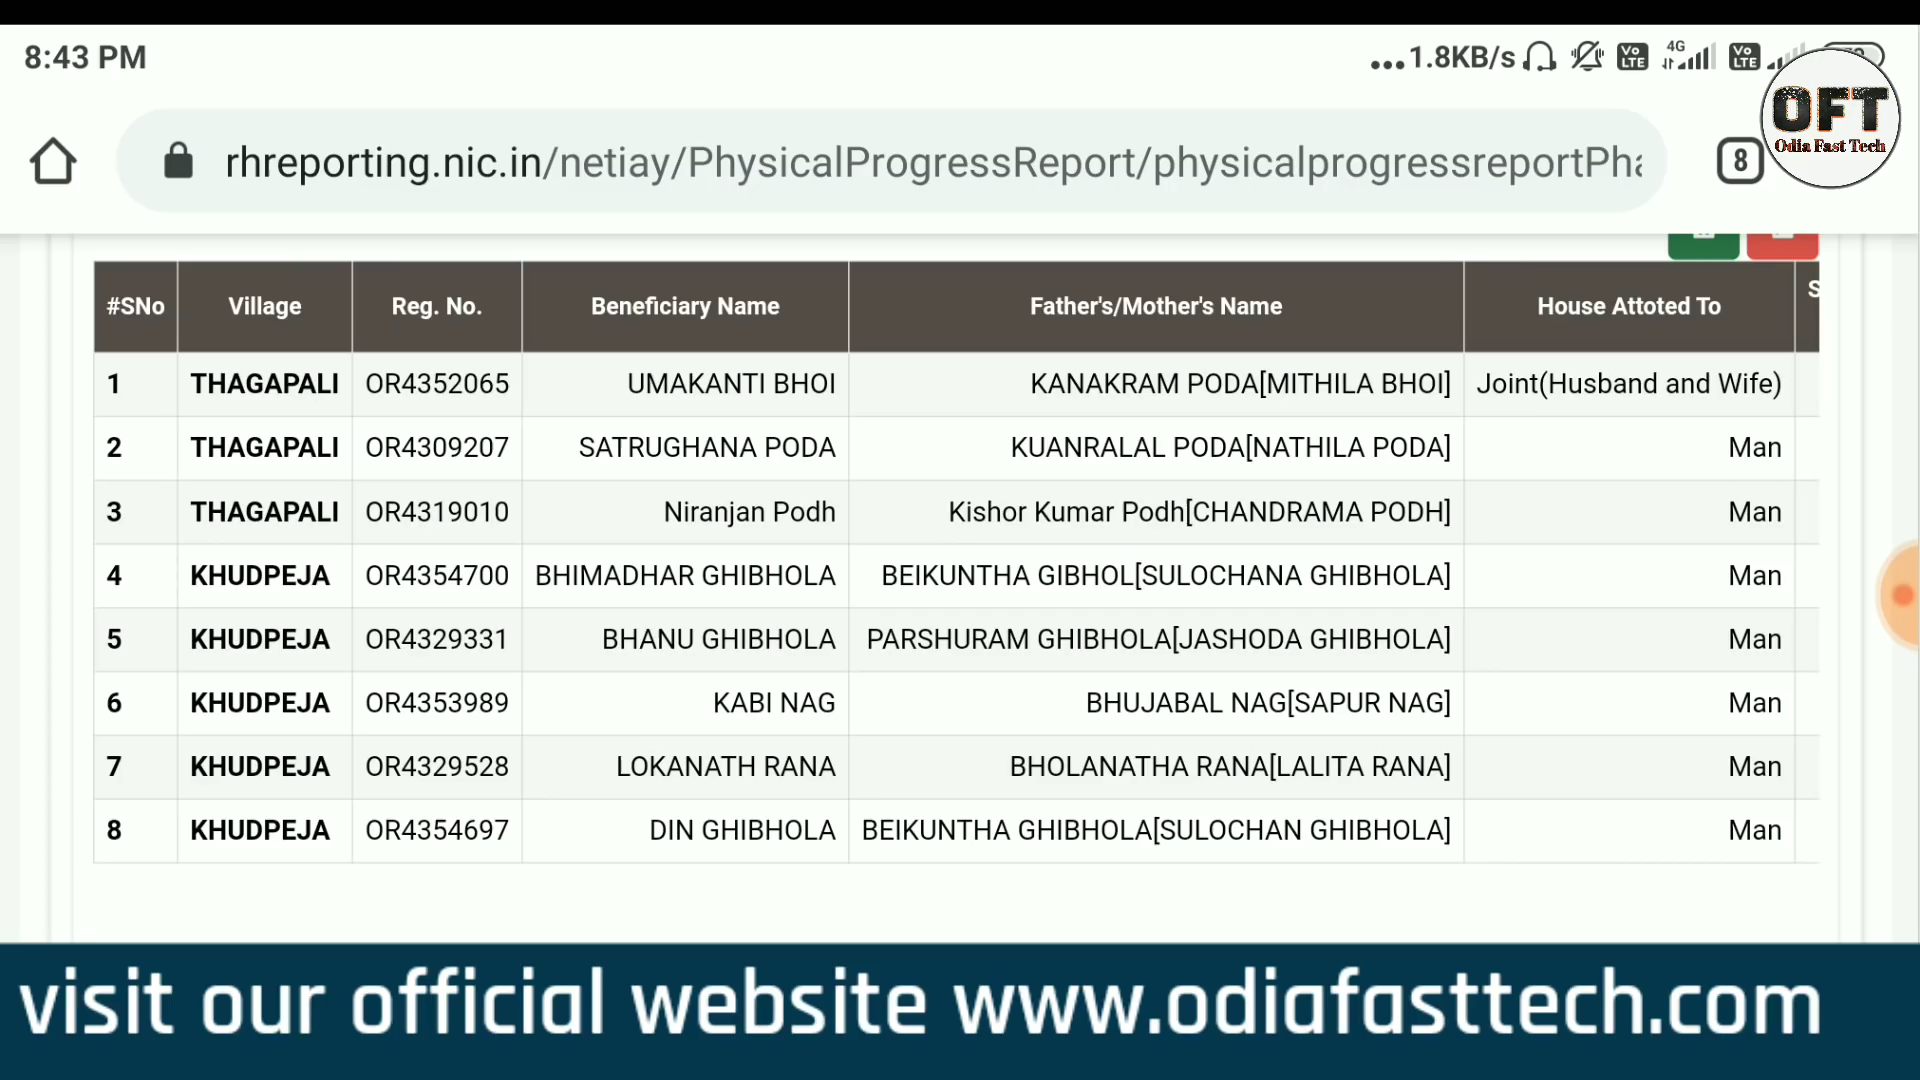 8:43 PM
...1.8KB/s Vo LTE 4G Vo LTE
OFT
Odia Fast Tech
rhreporting.nic.in/netiay/PhysicalProgressReport/physicalprogressreportPha
8
#SNo Village Reg. No. Beneficiary Name Father's/Mother's Name House Attoted To S
1 THAGAPALI OR4352065 UMAKANTI BHOI KANAKRAM PODA[MITHILA BHOI] Joint(Husband and Wife)
2 THAGAPALI OR4309207 SATRUGHANA PODA KUANRALAL PODA[NATHILA PODA] Man
3 THAGAPALI OR4319010 Niranjan Podh Kishor Kumar Podh[CHANDRAMA PODH] Man
4 KHUDPEJA OR4354700 BHIMADHAR GHIBHOLA BEIKUNTHA GIBHOL[SULOCHANA GHIBHOLA] Man
5 KHUDPEJA OR4329331 BHANU GHIBHOLA PARSHURAM GHIBHOLA[JASHODA GHIBHOLA] Man
6 KHUDPEJA OR4353989 KABI NAG BHUJABAL NAG[SAPUR NAG] Man
7 KHUDPEJA OR4329528 LOKANATH RANA BHOLANATHA RANA[LALITA RANA] Man
8 KHUDPEJA OR4354697 DIN GHIBHOLA BEIKUNTHA GHIBHOLA[SULOCHAN GHIBHOLA] Man
visit our official website www.odiafasttech.com